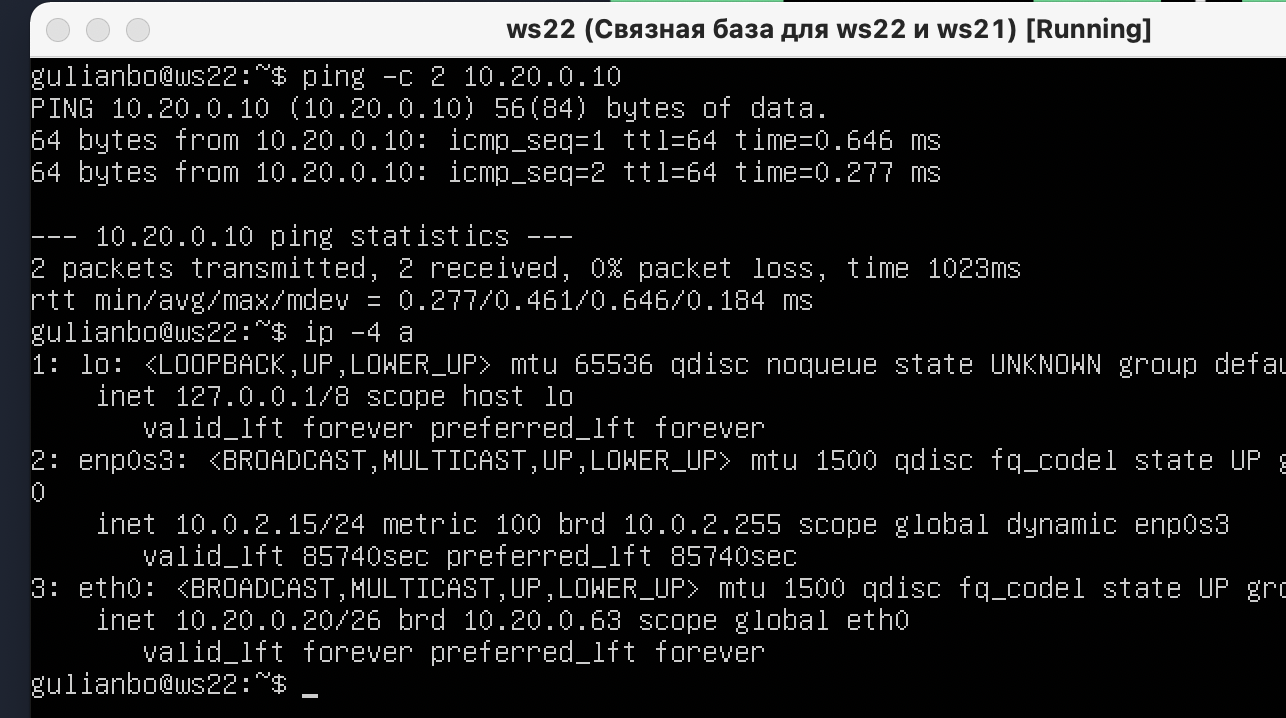 ws22 (Связная база для ws22 и ws21) [Running]
gulianbo@ws22:~$ ping -c 2 10.20.0.10
PING 10.20.0.10 (10.20.0.10) 56(84) bytes of data.
64 bytes from 10.20.0.10: icmp_seq=1 ttl=64 time=0.646 ms
64 bytes from 10.20.0.10: icmp_seq=2 ttl=64 time=0.277 ms
--- 10.20.0.10 ping statistics ---
2 packets transmitted, 2 received, 0% packet loss, time 1023ms
rtt min/avg/max/mdev = 0.277/0.461/0.646/0.184 ms
gulianbo@ws22:~$ ip -4 a
1: lo: <LOOPBACK,UP,LOWER_UP> mtu 65536 qdisc noqueue state UNKNOWN group defau
inet 127.0.0.1/8 scope host lo
valid_lft forever preferred_lft forever
2: enp0s3: <BROADCAST,MULTICAST,UP,LOWER_UP> mtu 1500 qdisc fq_codel state UP g
0
inet 10.0.2.15/24 metric 100 brd 10.0.2.255 scope global dynamic enp0s3
valid_lft 85740sec preferred_lft 85740sec
3: eth0: <BROADCAST,MULTICAST,UP,LOWER_UP> mtu 1500 qdisc fq_codel state UP gro
inet 10.20.0.20/26 brd 10.20.0.63 scope global eth0
valid_lft forever preferred_lft forever
gulianbo@ws22:~$ _